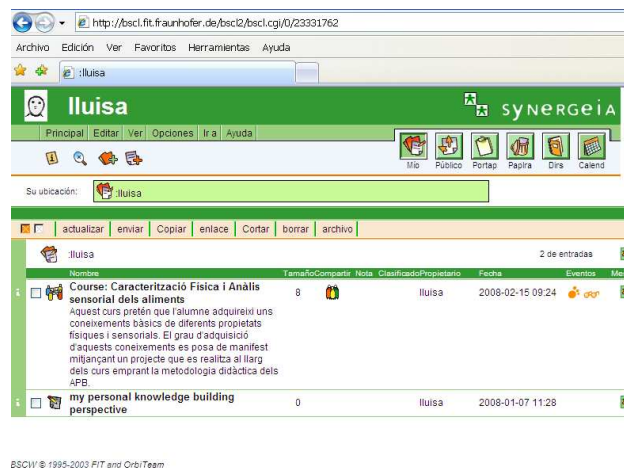 http://bscl.fit.fraunhofer.de/bscl2/bscl.cgi/0/23331762
Archivo Edición Ver Favoritos Herramientas Ayuda
:lluisa
lluisa
synergeia
Principal Editar Ver Opciones Ir a Ayuda
Mío Público Portap Paplra Dirs Calend
Su ubicación: :lluisa
actualizar enviar Copiar enlace Cortar borrar archivo
:lluisa 2 de entradas
Nombre Tamaño Compartir Nota Clasificado Propietario Fecha Eventos
Course: Caracterització Física i Anàlis 8 lluisa 2008-02-15 09:24
sensorial dels aliments
Aquest curs pretén que l'alumne adquireixi uns
coneixements bàsics de diferents propietats
físiques i sensorials. El grau d'adquisició
d'aquests coneixements es posa de manifest
mitjançant un projecte que es realitza al llarg
dels curs emprant la metodologia didàctica dels
APB.
my personal knowledge building 0 lluisa 2008-01-07 11:28
perspective
BSCW © 1995-2003 FIT and OrbiTeam